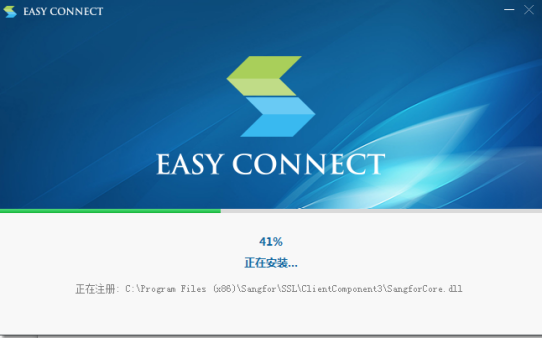 EASY CONNECT
EASY CONNECT
41%
正在安装...
正在注册: C:\Program Files (x86)\Sangfor\SSL\ClientComponent3\SangforCore.dll